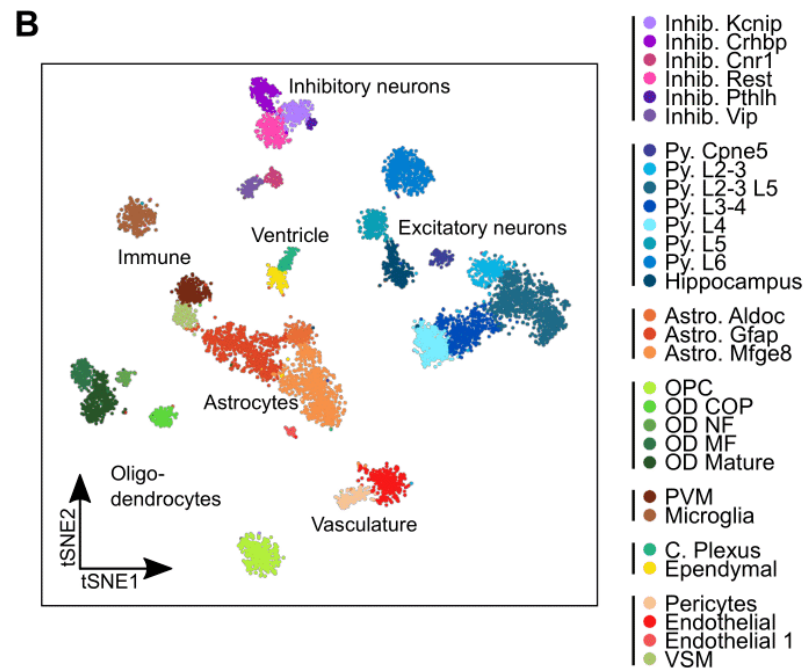 B
Inhibitory neurons
Ventricle
Excitatory neurons
Immune
Astrocytes
Oligo-
dendrocytes
Vasculature
tSNE2
tSNE1
Inhib. Kcnip
Inhib. Crhbp
Inhib. Cnr1
Inhib. Rest
Inhib. Pthlh
Inhib. Vip
Py. Cpne5
Py. L2-3
Py. L2-3 L5
Py. L3-4
Py. L4
Py. L5
Py. L6
Hippocampus
Astro. Aldoc
Astro. Gfap
Astro. Mfge8
OPC
OD COP
OD NF
OD MF
OD Mature
PVM
Microglia
C. Plexus
Ependymal
Pericytes
Endothelial
Endothelial 1
VSM